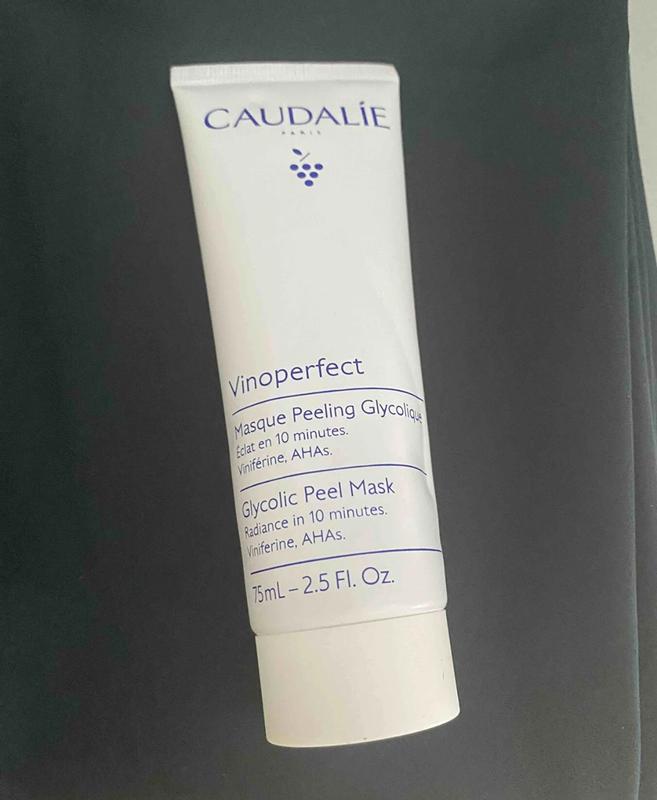 CAUDALÍE
PARIS
Vinoperfect
Masque Peeling Glycolique
Éclat en 10 minutes.
Viniférine, AHAs.
Glycolic Peel Mask
Radiance in 10 minutes.
Viniferine, AHAs.
75mL – 2.5 Fl. Oz.